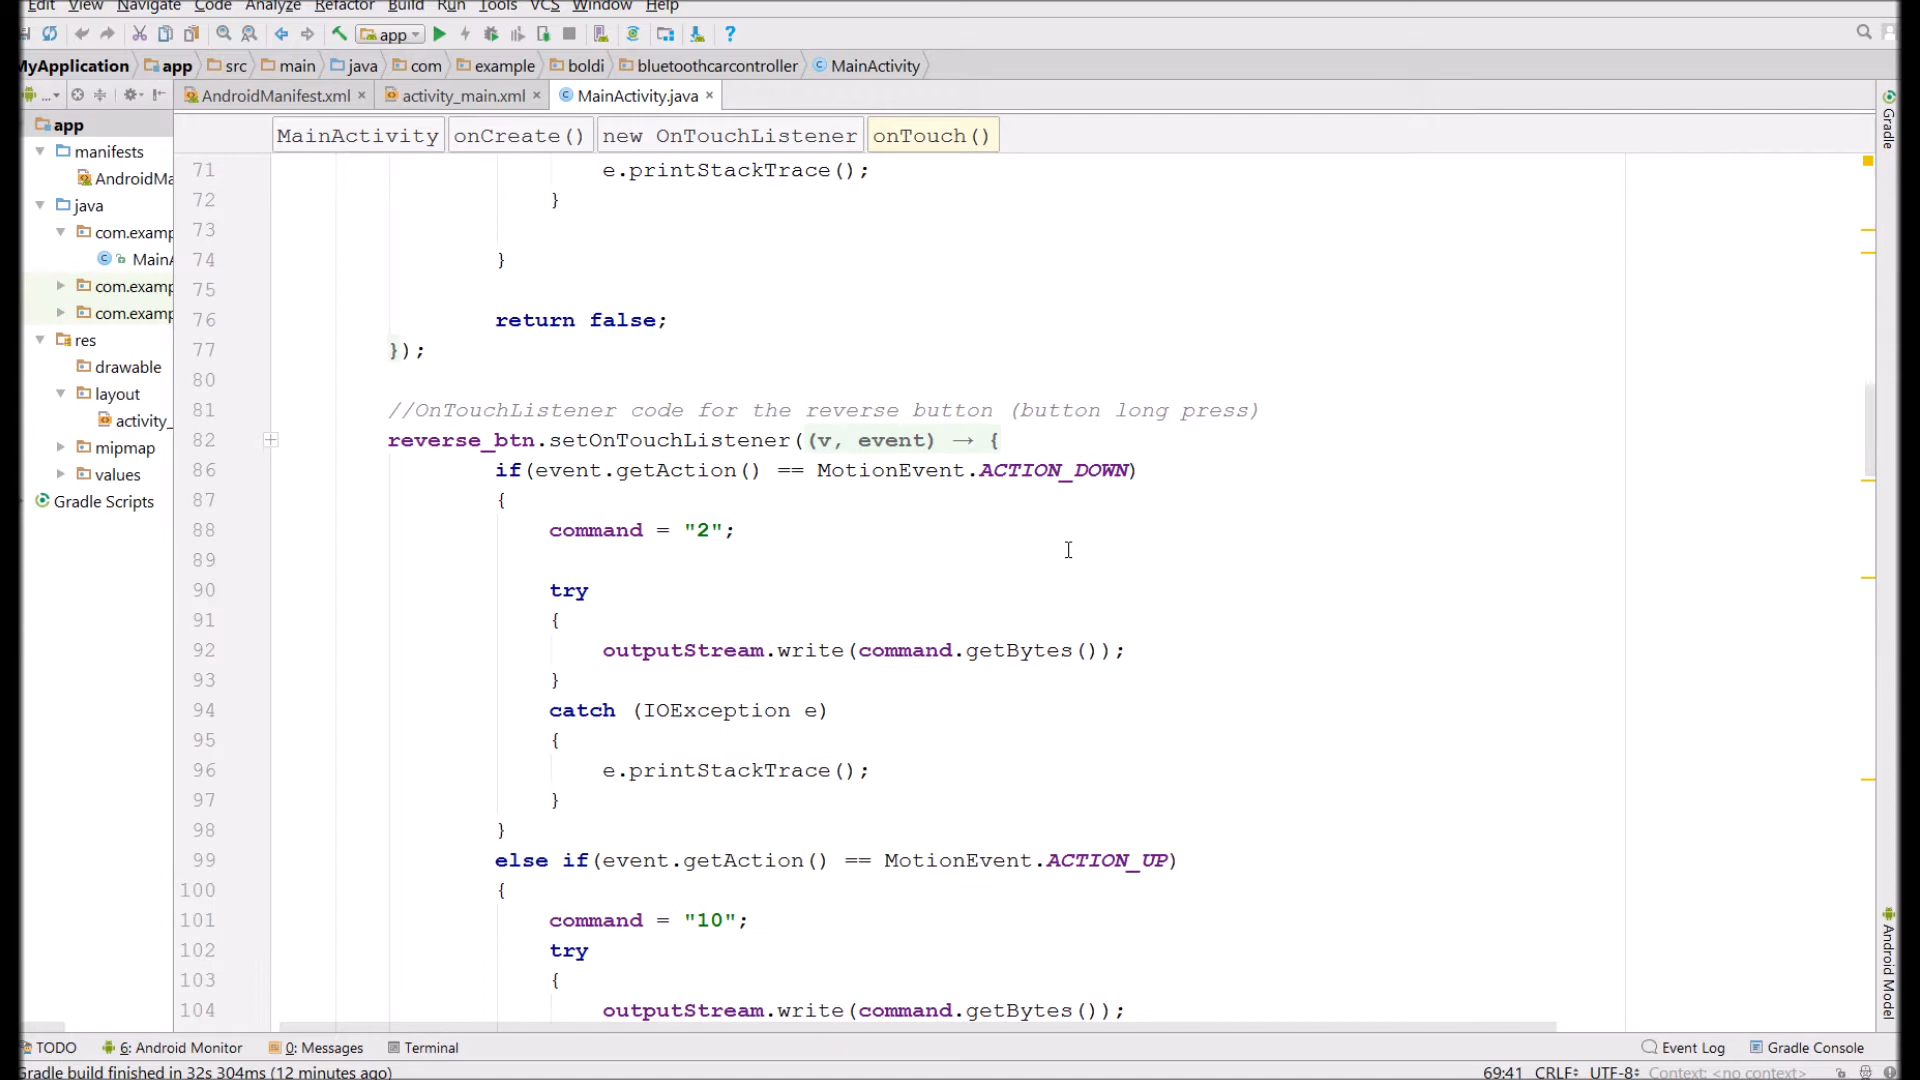 Edit View Navigate Code Analyze Refactor Build Run Tools VCS Window Help
app
MyApplication app src main java com example boldi bluetoothcarcontroller MainActivity
... AndroidManifest.xml activity_main.xml MainActivity.java
app
manifests
AndroidMa
java
com.examp
MainA
com.examp
com.examp
res
drawable
layout
activity_
mipmap
values
Gradle Scripts
MainActivity onCreate() new OnTouchListener onTouch()
71 e.printStackTrace();
72 }
73
74 }
75
76 return false;
77 });
80
81 //OnTouchListener code for the reverse button (button long press)
82 reverse_btn.setOnTouchListener((v, event) → {
86 if(event.getAction() == MotionEvent.ACTION_DOWN)
87 {
88 command = "2";
89
90 try
91 {
92 outputStream.write(command.getBytes());
93 }
94 catch (IOException e)
95 {
96 e.printStackTrace();
97 }
98 }
99 else if(event.getAction() == MotionEvent.ACTION_UP)
100 {
101 command = "10";
102 try
103 {
104 outputStream.write(command.getBytes());
Gradle
Android Model
TODO 6: Android Monitor 0: Messages Terminal Event Log Gradle Console
Gradle build finished in 32s 304ms (12 minutes ago) 69:41 CRLF UTF-8 Context: <no context>